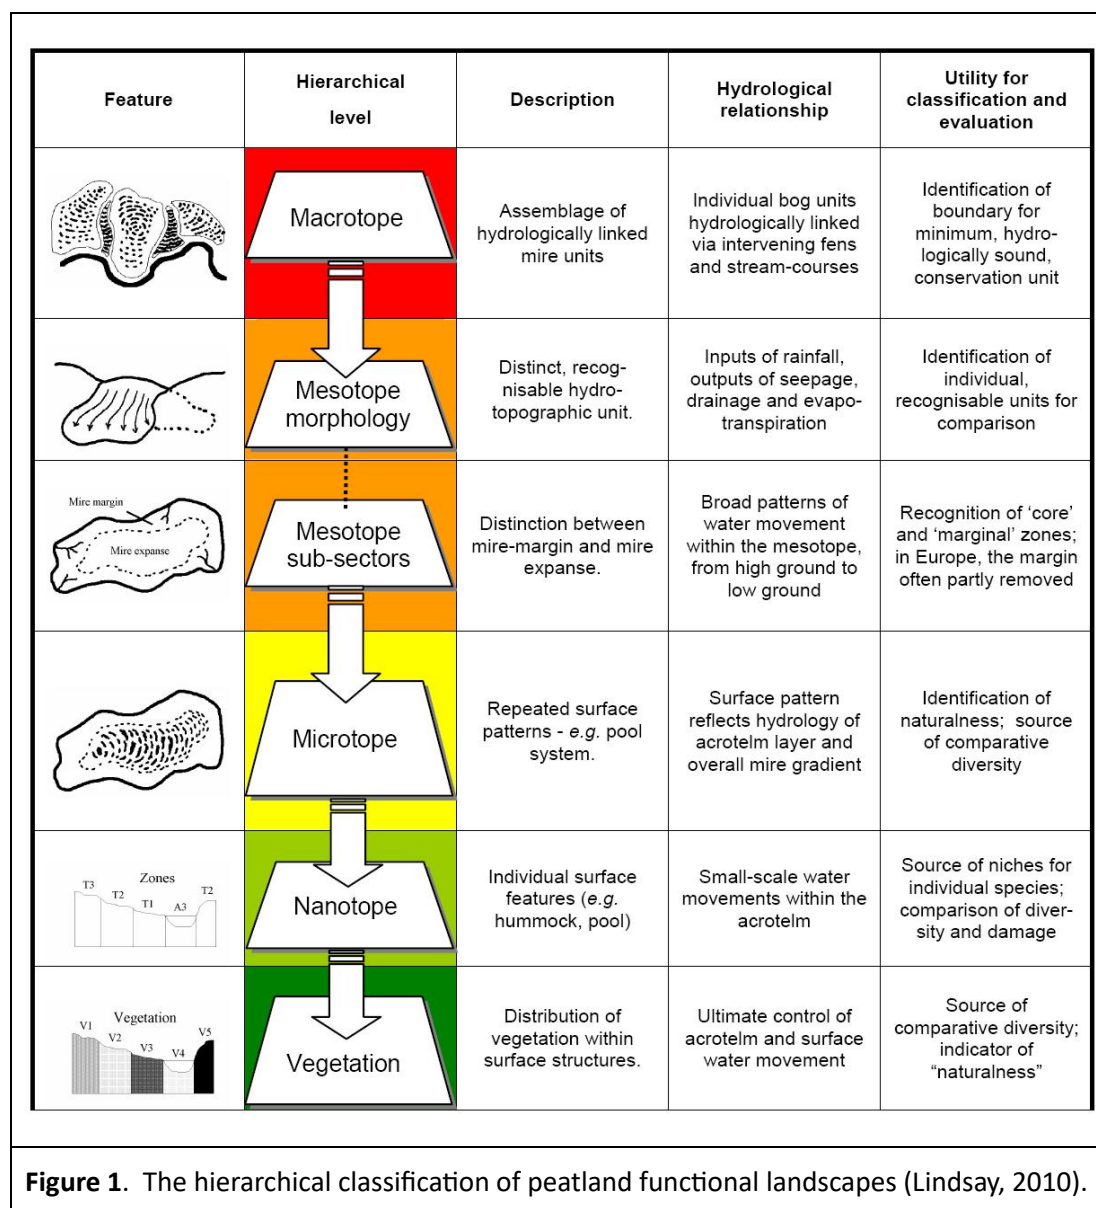 Feature
Hierarchical
level
Description
Hydrological
relationship
Utility for
classification and
evaluation
Macrotope
Assemblage of
hydrologically linked
mire units
Individual bog units
hydrologically linked
via intervening fens
and stream-courses
Identification of
boundary for
minimum, hydro-
logically sound,
conservation unit
Mesotope
morphology
Distinct, recog-
nisable hydro-
topographic unit.
Inputs of rainfall,
outputs of seepage,
drainage and evapo-
transpiration
Identification of
individual,
recognisable units for
comparison
Mire margin
Mire expanse
Mesotope
sub-sectors
Distinction between
mire-margin and mire
expanse.
Broad patterns of
water movement
within the mesotope,
from high ground to
low ground
Recognition of ‘core’
and ‘marginal’ zones;
in Europe, the margin
often partly removed
Microtope
Repeated surface
patterns - e.g. pool
system.
Surface pattern
reflects hydrology of
acrotelm layer and
overall mire gradient
Identification of
naturalness; source
of comparative
diversity
Zones
T3 T2 T1 A3 T2
Nanotope
Individual surface
features (e.g.
hummock, pool)
Small-scale water
movements within the
acrotelm
Source of niches for
individual species;
comparison of diver-
sity and damage
Vegetation
V1 V2 V3 V4 V5
Vegetation
Distribution of
vegetation within
surface structures.
Ultimate control of
acrotelm and surface
water movement
Source of
comparative diversity;
indicator of
“naturalness”
Figure 1. The hierarchical classification of peatland functional landscapes (Lindsay, 2010).